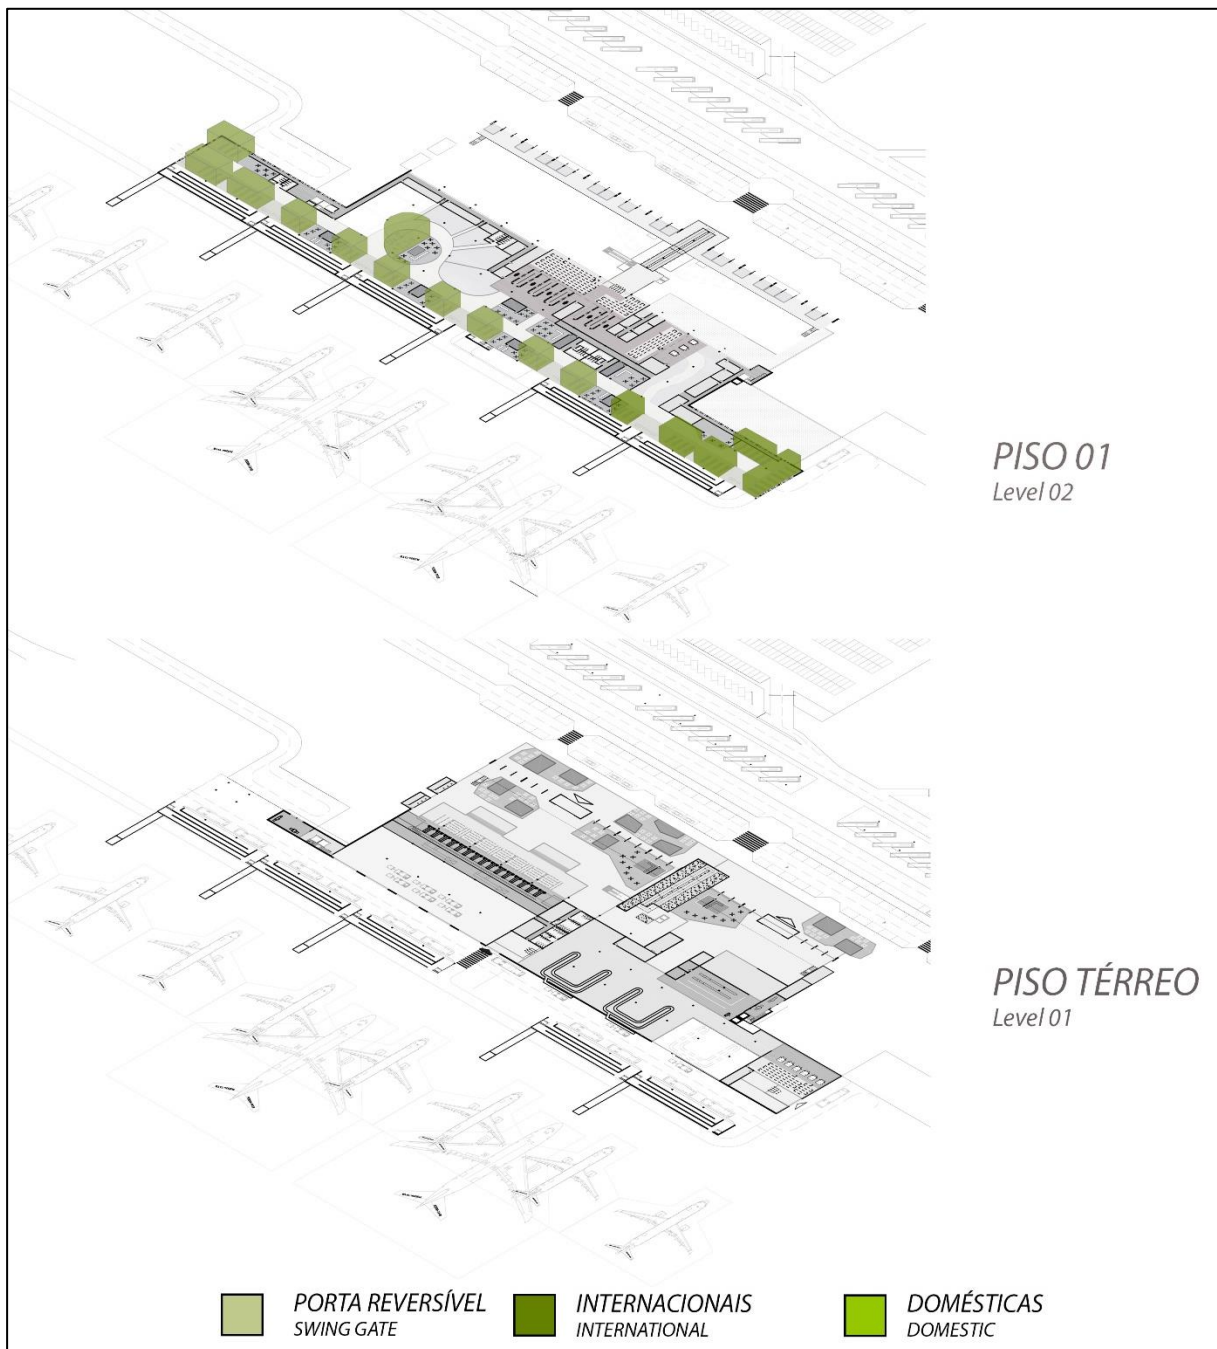 PISO 01
Level 02
PISO TÉRREO
Level 01
PORTA REVERSÍVEL
SWING GATE
INTERNACIONAIS
INTERNATIONAL
DOMÉSTICAS
DOMESTIC